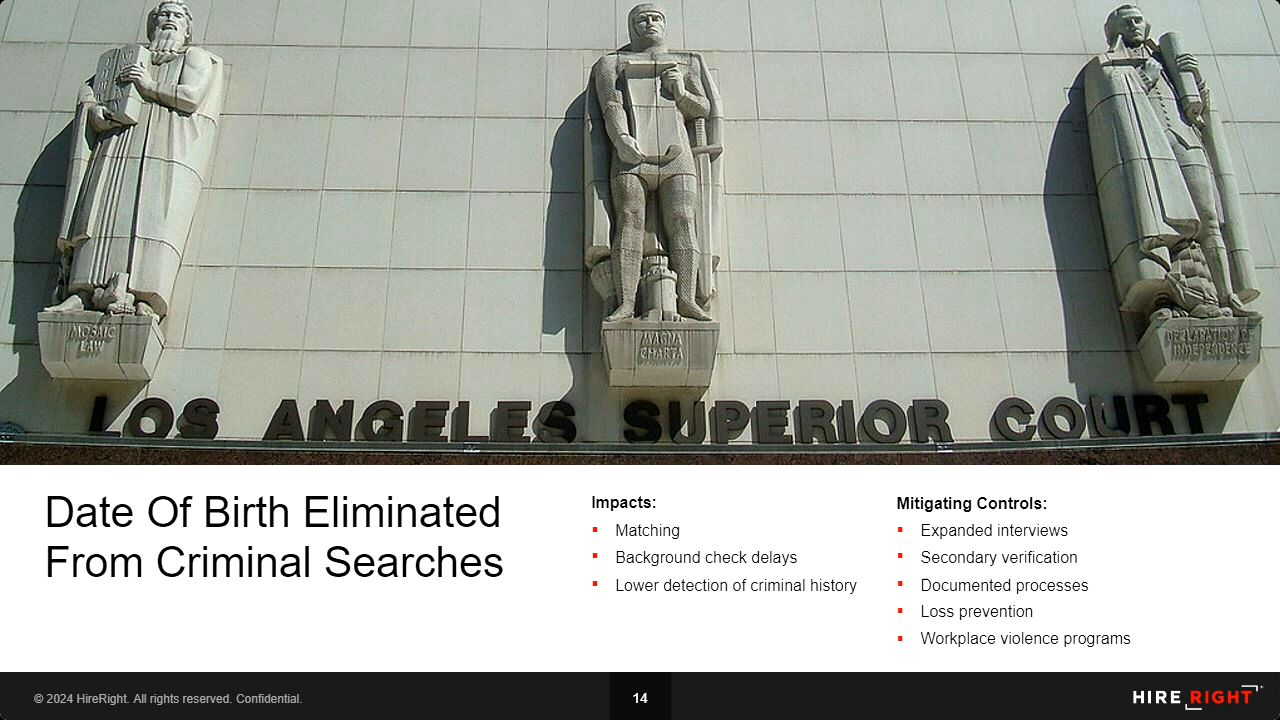 MOSAIC
LAW
MAGNA
CHARTA
DECLARATION OF
INDEPENDENCE
LOS ANGELES SUPERIOR COURT
Date Of Birth Eliminated
From Criminal Searches
Impacts:
▪ Matching
▪ Background check delays
▪ Lower detection of criminal history
Mitigating Controls:
▪ Expanded interviews
▪ Secondary verification
▪ Documented processes
▪ Loss prevention
▪ Workplace violence programs
© 2024 HireRight. All rights reserved. Confidential.
14
HIRE RIGHT